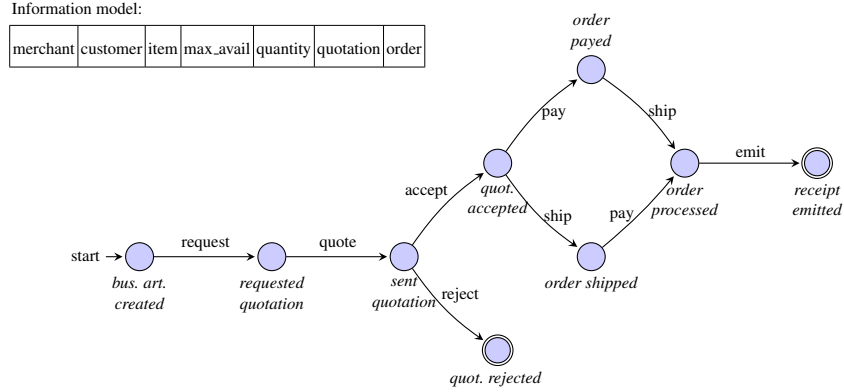 Information model:
merchant customer item max_avail quantity quotation order
order
payed
pay
ship
emit
accept
quot.
accepted
ship
pay
order
processed
receipt
emitted
start
request
quote
bus. art.
created
requested
quotation
sent
quotation
reject
order shipped
quot. rejected